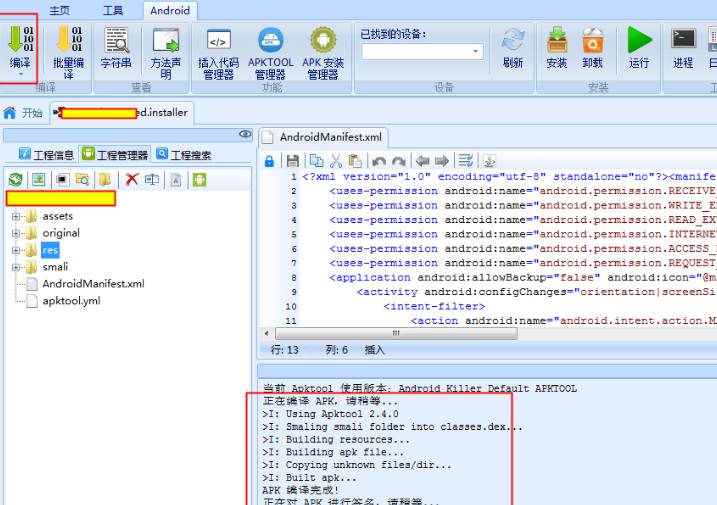 主页 工具 Android
编译 批量编译 字符串 方法声明 插入代码管理器 APKTOOL管理器 APK 安装管理器 已找到的设备: 刷新 安装 卸载 运行 进程
编译 查看 功能 设备 安装 工
开始 ed.installer
工程信息 工程管理器 工程搜索
assets
original
res
smali
AndroidManifest.xml
apktool.yml
AndroidManifest.xml
1 <?xml version="1.0" encoding="utf-8" standalone="no"?><manife
2 <uses-permission android:name="android.permission.RECEIVE_
3 <uses-permission android:name="android.permission.WRITE_E
4 <uses-permission android:name="android.permission.READ_EXT
5 <uses-permission android:name="android.permission.INTERNET
6 <uses-permission android:name="android.permission.ACCESS_
7 <uses-permission android:name="android.permission.REQUEST_
8 <application android:allowBackup="false" android:icon="@m
9 <activity android:configChanges="orientation|screenSi
10 <intent-filter>
11 <action android:name="android.intent.action.M
行: 13 列: 6 插入
当前 Apktool 使用版本: Android Killer Default APKTOOL
正在编译 APK, 请稍等...
>I: Using Apktool 2.4.0
>I: Smaling smali folder into classes.dex...
>I: Building resources...
>I: Building apk file...
>I: Copying unknown files/dir...
>I: Built apk...
APK 编译完成!
正在对 APK 进行签名, 请稍等...